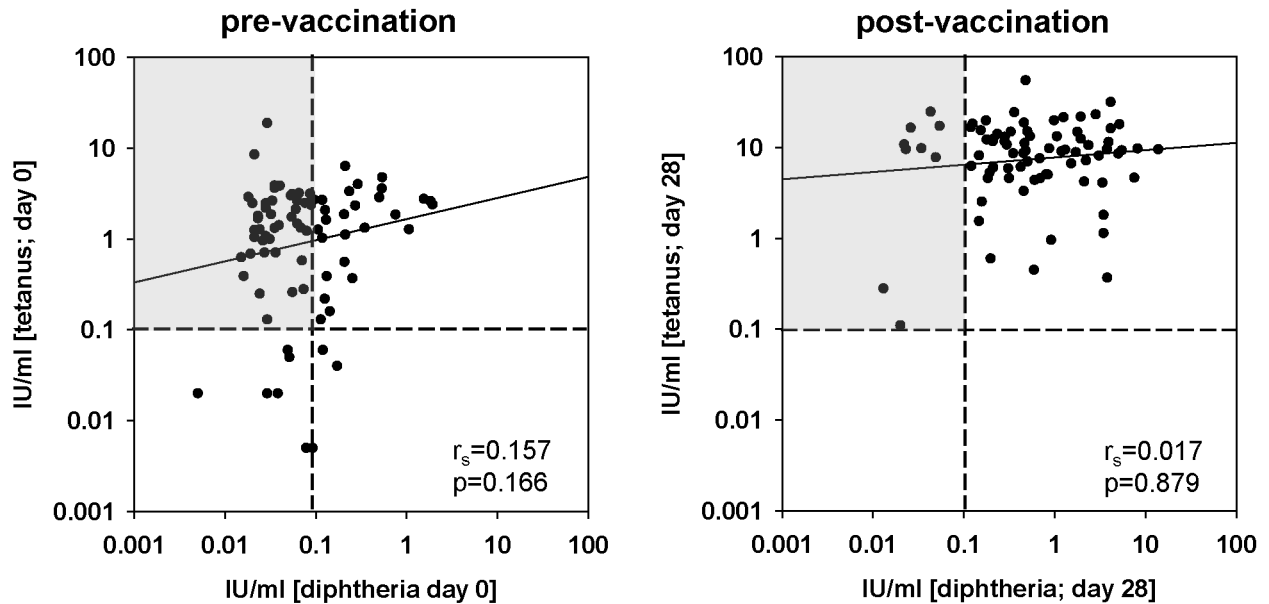 pre-vaccination
100
10
1
0.1
0.01
0.001
IU/ml [tetanus; day 0]
r_s=0.157
p=0.166
0.001 0.01 0.1 1 10 100
IU/ml [diphtheria day 0]
post-vaccination
100
10
1
0.1
0.01
0.001
IU/ml [tetanus; day 28]
r_s=0.017
p=0.879
0.001 0.01 0.1 1 10 100
IU/ml [diphtheria; day 28]